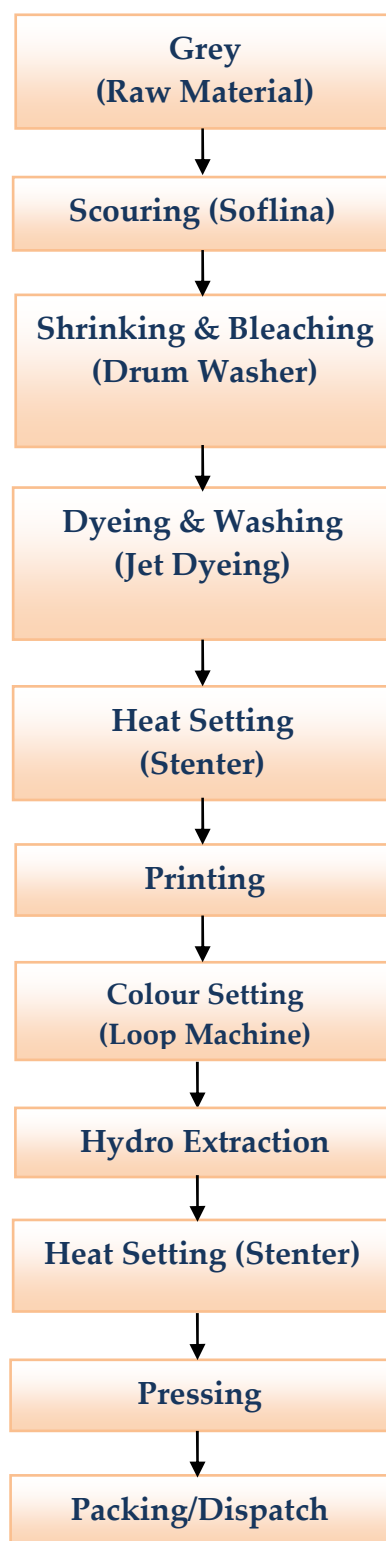 Grey
(Raw Material)
Scouring (Soflina)
Shrinking & Bleaching
(Drum Washer)
Dyeing & Washing
(Jet Dyeing)
Heat Setting
(Stenter)
Printing
Colour Setting
(Loop Machine)
Hydro Extraction
Heat Setting (Stenter)
Pressing
Packing/Dispatch